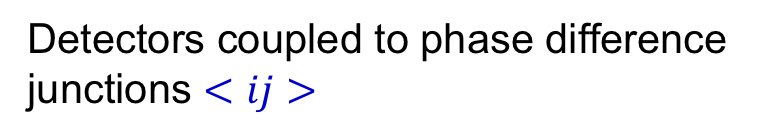 Detectors coupled to phase difference
junctions < ij >